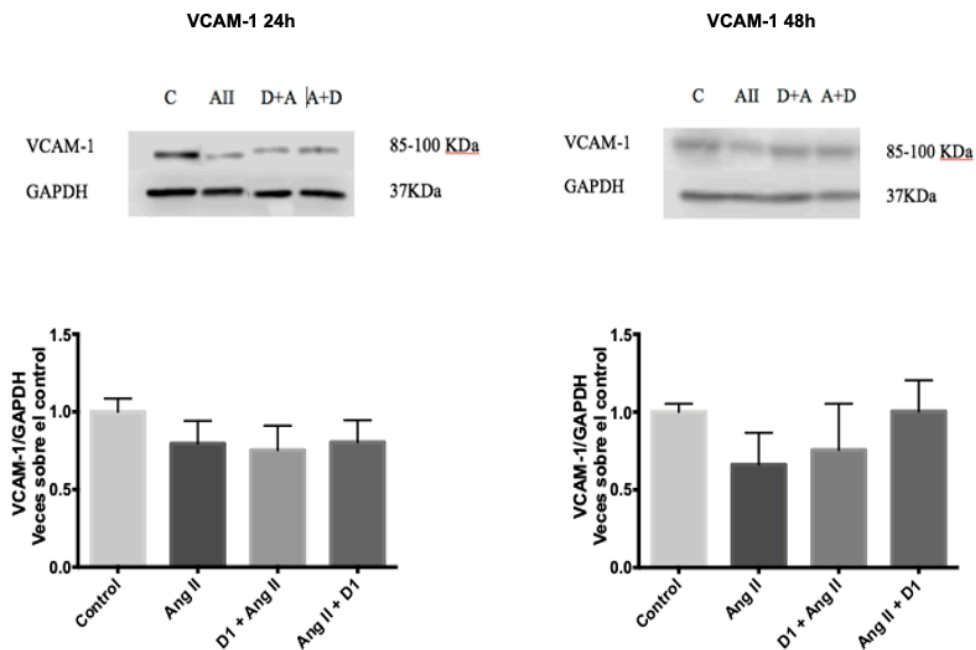 VCAM-1 24h
C AII D+A A+D
VCAM-1 85-100 KDa
GAPDH 37KDa
VCAM-1/GAPDH
Veces sobre el control
1.5
1.0
0.5
0.0
Control
Ang II
D1 + Ang II
Ang II + D1
VCAM-1 48h
C AII D+A A+D
VCAM-1 85-100 KDa
GAPDH 37KDa
VCAM-1/GAPDH
Veces sobre el control
1.5
1.0
0.5
0.0
Control
Ang II
D1 + Ang II
Ang II + D1